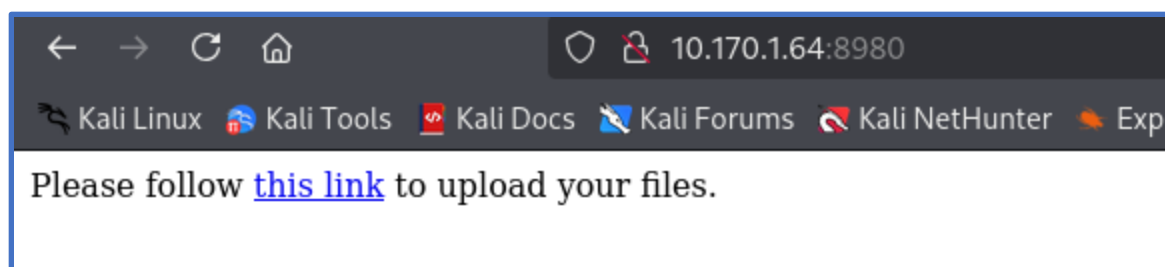 10.170.1.64:8980
Kali Linux Kali Tools Kali Docs Kali Forums Kali NetHunter Exp
Please follow this link to upload your files.